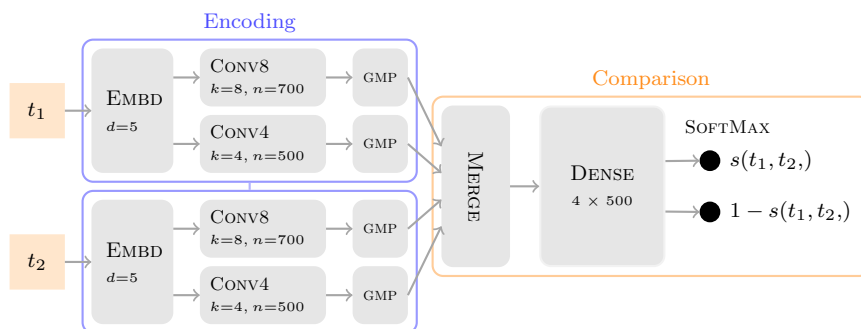 Encoding
t1
EMBD
d=5
CONV8
k=8, n=700
GMP
CONV4
k=4, n=500
GMP
t2
EMBD
d=5
CONV8
k=8, n=700
GMP
CONV4
k=4, n=500
GMP
Comparison
MERGE
DENSE
4 × 500
SOFTMAX
s(t1, t2,)
1 − s(t1, t2,)